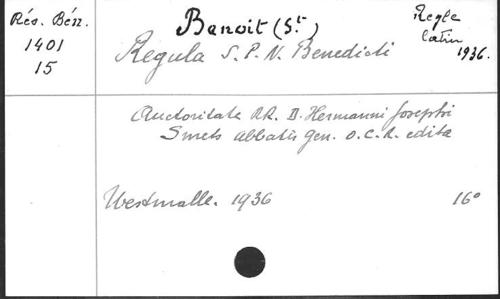 Rés. Bén.
1401
15
Benoit (St)
Regle
latin
1936.
Regula S. P. N. Benedicti
Auctoritate RR. D. Hermanni Josephi
Smets abbatis gen. O.C.R. edita
Westmalle. 1936
16°